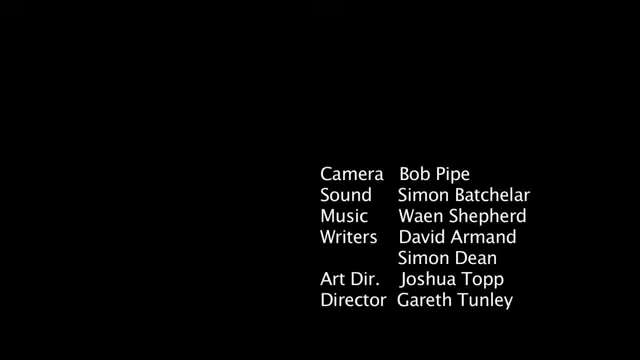 Camera Bob Pipe
Sound Simon Batchelar
Music Waen Shepherd
Writers David Armand
Simon Dean
Art Dir. Joshua Topp
Director Gareth Tunley